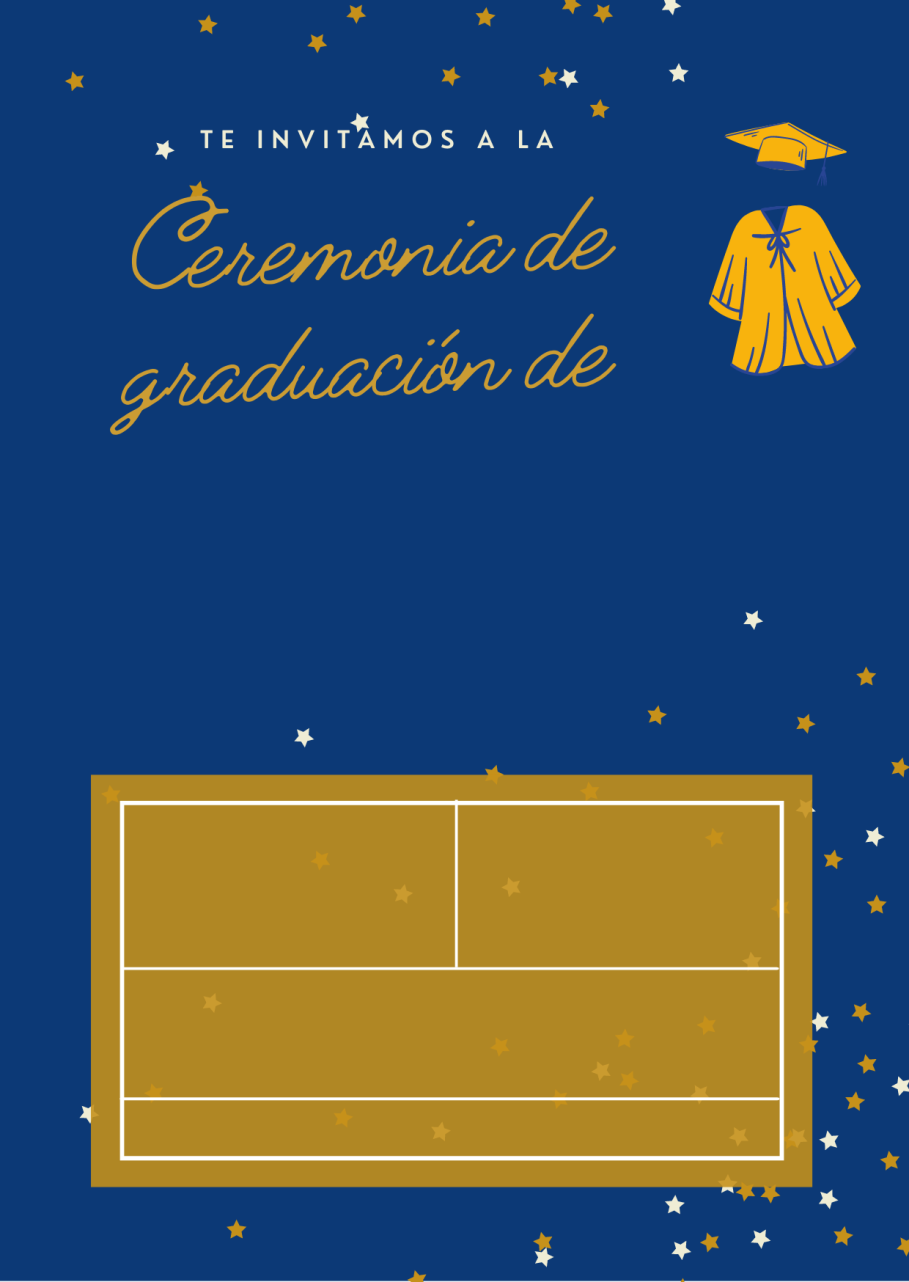 TE INVITAMOS A LA
Ceremonia de
graduación de